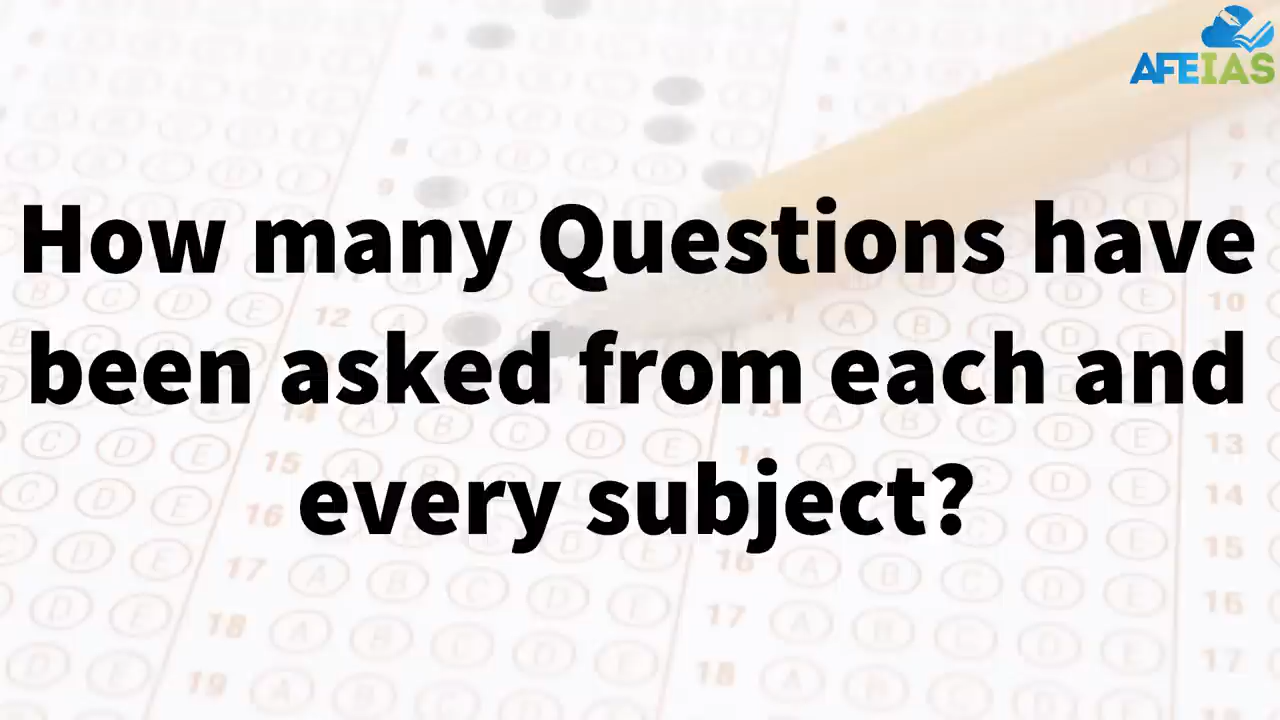 AFEIAS
How many Questions have
been asked from each and
every subject?